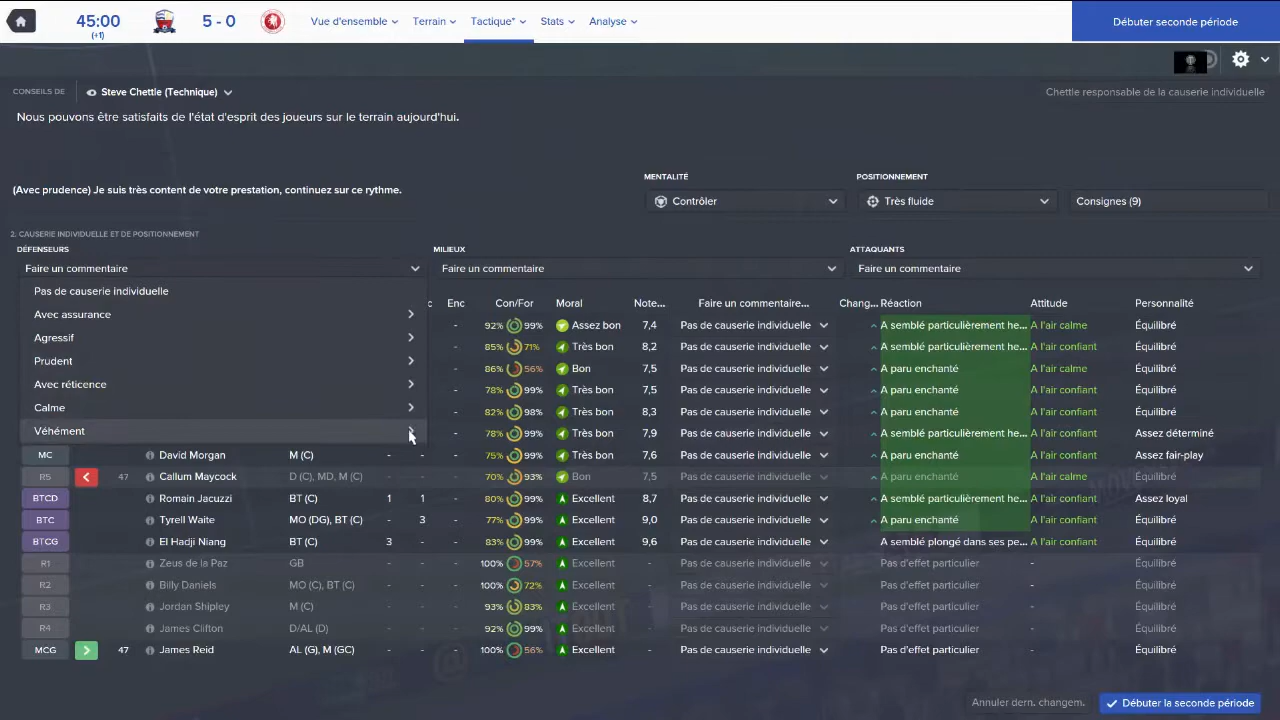 45:00 (+1) 5 - 0 Vue d'ensemble Terrain Tactique* Stats Analyse Débuter seconde période
CONSEILS DE Steve Chettle (Technique) Chettle responsable de la causerie individuelle
Nous pouvons être satisfaits de l'état d'esprit des joueurs sur le terrain aujourd'hui.
MENTALITÉ POSITIONNEMENT
(Avec prudence) Je suis très content de votre prestation, continuez sur ce rythme. Contrôler Très fluide Consignes (9)
2. CAUSERIE INDIVIDUELLE ET DE POSITIONNEMENT
DÉFENSEURS MILIEUX ATTAQUANTS
Faire un commentaire Faire un commentaire Faire un commentaire
Pas de causerie individuelle
Avec assurance
Agressif
Prudent
Avec réticence
Calme
Véhément
c Enc Con/For Moral Note... Faire un commentaire... Chang... Réaction Attitude Personnalité
- 92% 99% Assez bon 7,4 Pas de causerie individuelle A semblé particulièrement he... A l'air calme Équilibré
- 85% 71% Très bon 8,2 Pas de causerie individuelle A semblé particulièrement he... A l'air confiant Équilibré
- 86% 56% Bon 7,5 Pas de causerie individuelle A paru enchanté A l'air calme Équilibré
- 78% 99% Très bon 7,5 Pas de causerie individuelle A paru enchanté A l'air confiant Équilibré
- 82% 98% Très bon 8,3 Pas de causerie individuelle A paru enchanté A l'air confiant Équilibré
- 78% 99% Très bon 7,9 Pas de causerie individuelle A semblé particulièrement he... A l'air confiant Assez déterminé
MC David Morgan M (C) - - - 75% 99% Très bon 7,6 Pas de causerie individuelle A paru enchanté A l'air confiant Assez fair-play
R5 47 Callum Maycock D (C), MD, M (C) - - - 70% 93% Bon 7,5 Pas de causerie individuelle A paru enchanté A l'air calme Équilibré
BTCD Romain Jacuzzi BT (C) 1 1 - 80% 99% Excellent 8,7 Pas de causerie individuelle A semblé particulièrement he... A l'air confiant Assez loyal
BTC Tyrell Waite MO (DG), BT (C) - 3 - 77% 99% Excellent 9,0 Pas de causerie individuelle A paru enchanté A l'air confiant Équilibré
BTCG El Hadji Niang BT (C) 3 - - 83% 99% Excellent 9,6 Pas de causerie individuelle A semblé plongé dans ses pe... A l'air confiant Équilibré
R1 Zeus de la Paz GB - - - 100% 57% Excellent - Pas de causerie individuelle Pas d'effet particulier - Équilibré
R2 Billy Daniels MO (C), BT (C) - - - 100% 72% Excellent - Pas de causerie individuelle Pas d'effet particulier - Équilibré
R3 Jordan Shipley M (C) - - - 93% 83% Excellent - Pas de causerie individuelle Pas d'effet particulier - Équilibré
R4 James Clifton D/AL (D) - - - 92% 99% Excellent - Pas de causerie individuelle Pas d'effet particulier - Équilibré
MCG 47 James Reid AL (G), M (GC) - - - 100% 56% Excellent - Pas de causerie individuelle Pas d'effet particulier - Équilibré
Annuler dern. changem. Débuter la seconde période